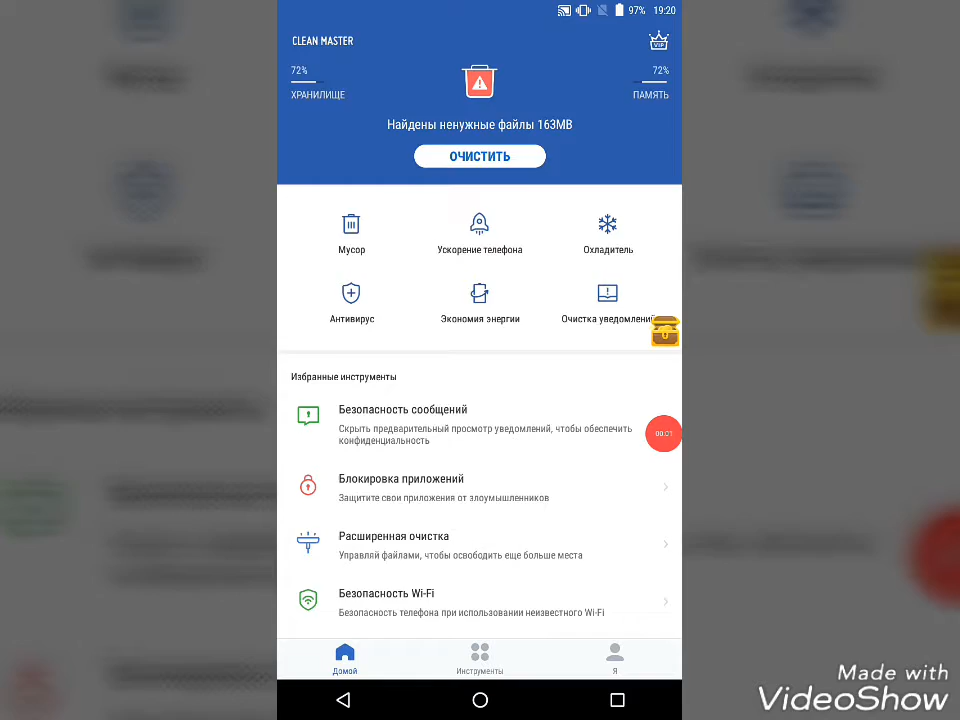 97% 19:20
CLEAN MASTER
VIP
72%
72%
ХРАНИЛИЩЕ
ПАМЯТЬ
Найдены ненужные файлы 163MB
ОЧИСТИТЬ
Мусор
Ускорение телефона
Охладитель
Антивирус
Экономия энергии
Очистка уведомлений
Избранные инструменты
Безопасность сообщений
Скрыть предварительный просмотр уведомлений, чтобы обеспечить
конфиденциальность
00:01
Блокировка приложений
Защитите свои приложения от злоумышленников
Расширенная очистка
Управляй файлами, чтобы освободить еще больше места
Безопасность Wi-Fi
Безопасность телефона при использовании неизвестного Wi-Fi
Домой
Инструменты
Я
Made with
VideoShow